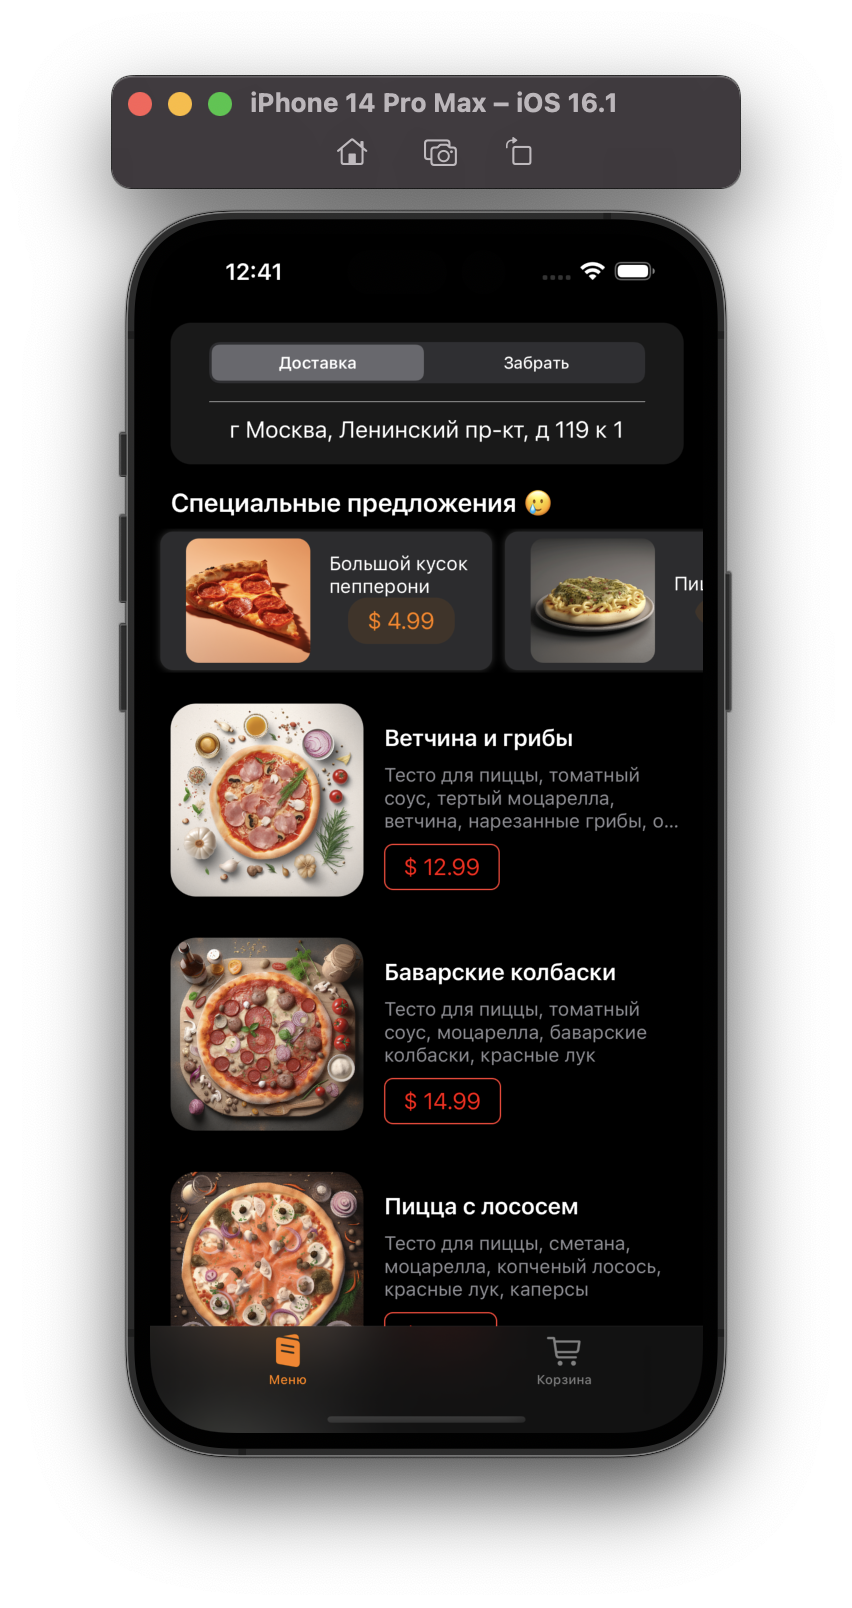 iPhone 14 Pro Max – iOS 16.1
12:41
Доставка
Забрать
г Москва, Ленинский пр-кт, д 119 к 1
Специальные предложения 🥲
Большой кусок
пепперони
$ 4.99
Ветчина и грибы
Тесто для пиццы, томатный
соус, тертый моцарелла,
ветчина, нарезанные грибы, о...
$ 12.99
Баварские колбаски
Тесто для пиццы, томатный
соус, моцарелла, баварские
колбаски, красные лук
$ 14.99
Пицца с лососем
Тесто для пиццы, сметана,
моцарелла, копченый лосось,
красные лук, каперсы
Меню
Корзина